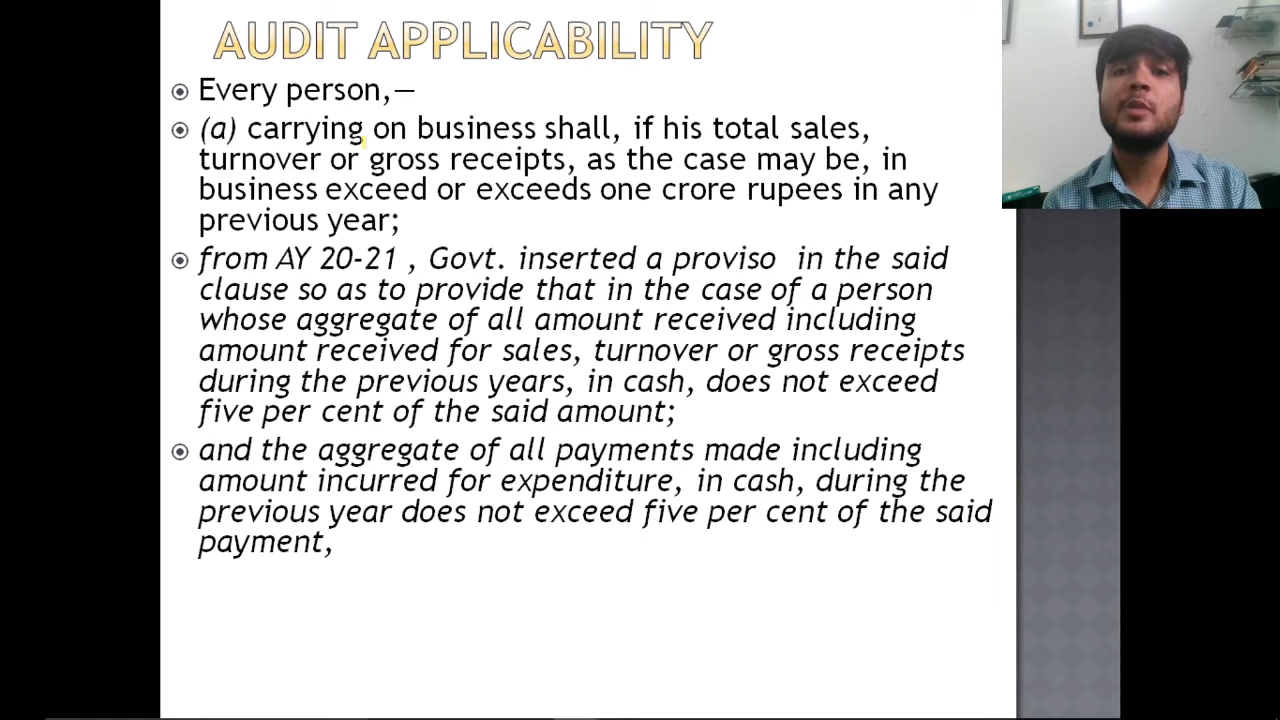 AUDIT APPLICABILITY
Every person,—
(a) carrying on business shall, if his total sales,
turnover or gross receipts, as the case may be, in
business exceed or exceeds one crore rupees in any
previous year;
from AY 20-21 , Govt. inserted a proviso in the said
clause so as to provide that in the case of a person
whose aggregate of all amount received including
amount received for sales, turnover or gross receipts
during the previous years, in cash, does not exceed
five per cent of the said amount;
and the aggregate of all payments made including
amount incurred for expenditure, in cash, during the
previous year does not exceed five per cent of the said
payment,